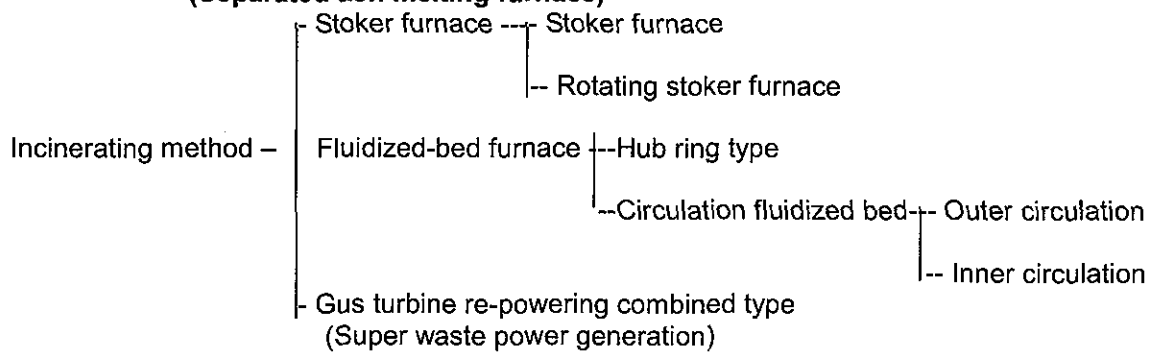 (Separated ash melting furnace)
Stoker furnace --- Stoker furnace
-- Rotating stoker furnace
Incinerating method – Fluidized-bed furnace --Hub ring type
--Circulation fluidized bed-- Outer circulation
-- Inner circulation
- Gus turbine re-powering combined type
(Super waste power generation)